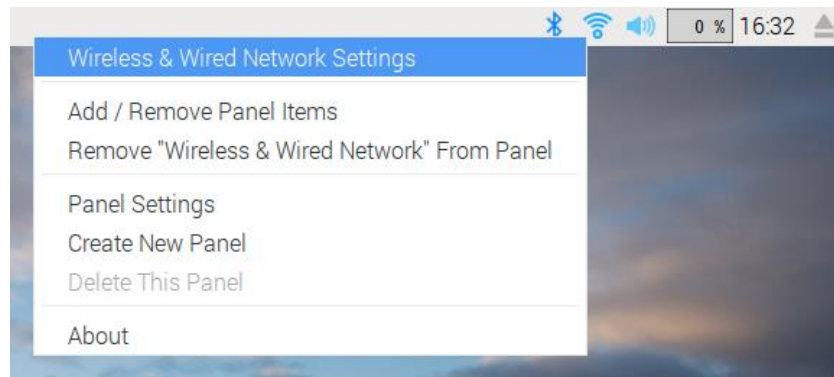 0 % 16:32
Wireless & Wired Network Settings
Add / Remove Panel Items
Remove "Wireless & Wired Network" From Panel
Panel Settings
Create New Panel
Delete This Panel
About